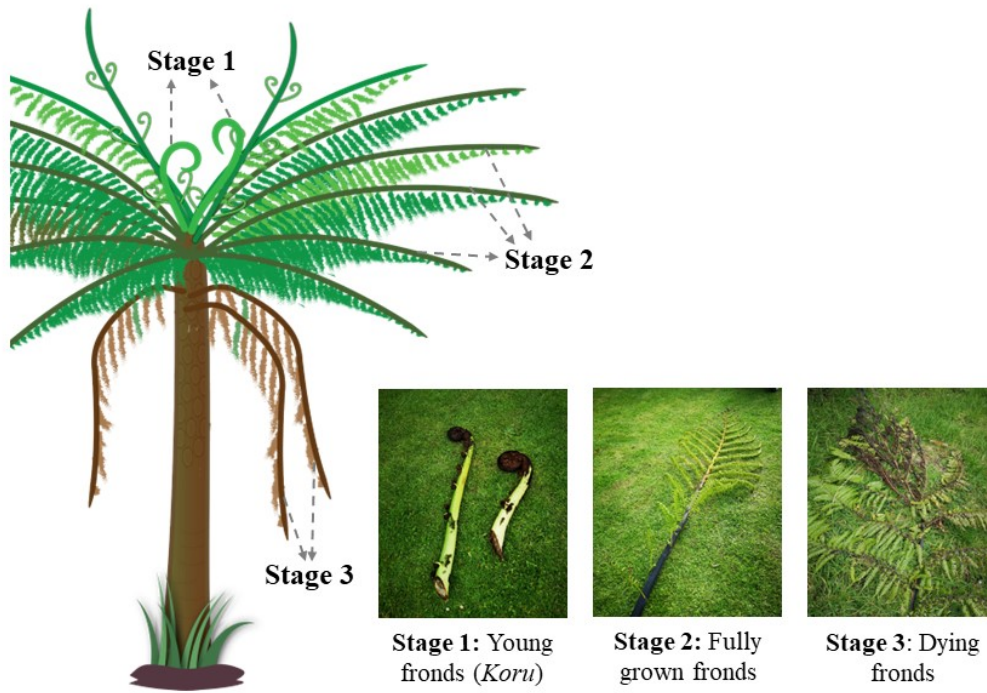 Stage 1
Stage 2
Stage 3
Stage 1: Young
fronds (Koru)
Stage 2: Fully
grown fronds
Stage 3: Dying
fronds